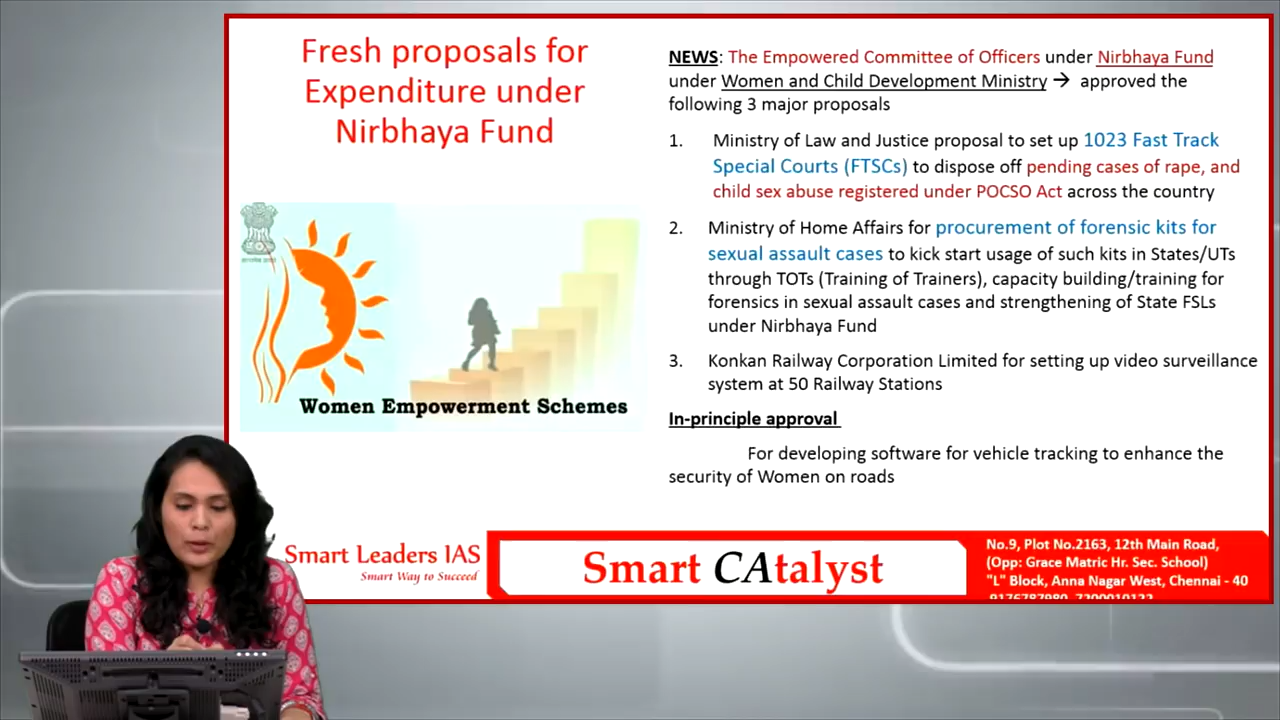 Fresh proposals for
Expenditure under
Nirbhaya Fund
Women Empowerment Schemes
NEWS: The Empowered Committee of Officers under Nirbhaya Fund
under Women and Child Development Ministry → approved the
following 3 major proposals
1. Ministry of Law and Justice proposal to set up 1023 Fast Track
Special Courts (FTSCs) to dispose off pending cases of rape, and
child sex abuse registered under POCSO Act across the country
2. Ministry of Home Affairs for procurement of forensic kits for
sexual assault cases to kick start usage of such kits in States/UTs
through TOTs (Training of Trainers), capacity building/training for
forensics in sexual assault cases and strengthening of State FSLs
under Nirbhaya Fund
3. Konkan Railway Corporation Limited for setting up video surveillance
system at 50 Railway Stations
In-principle approval
For developing software for vehicle tracking to enhance the
security of Women on roads
Smart Leaders IAS
Smart Way to Succeed
Smart CAtalyst
No.9, Plot No.2163, 12th Main Road,
(Opp: Grace Matric Hr. Sec. School)
"L" Block, Anna Nagar West, Chennai - 40